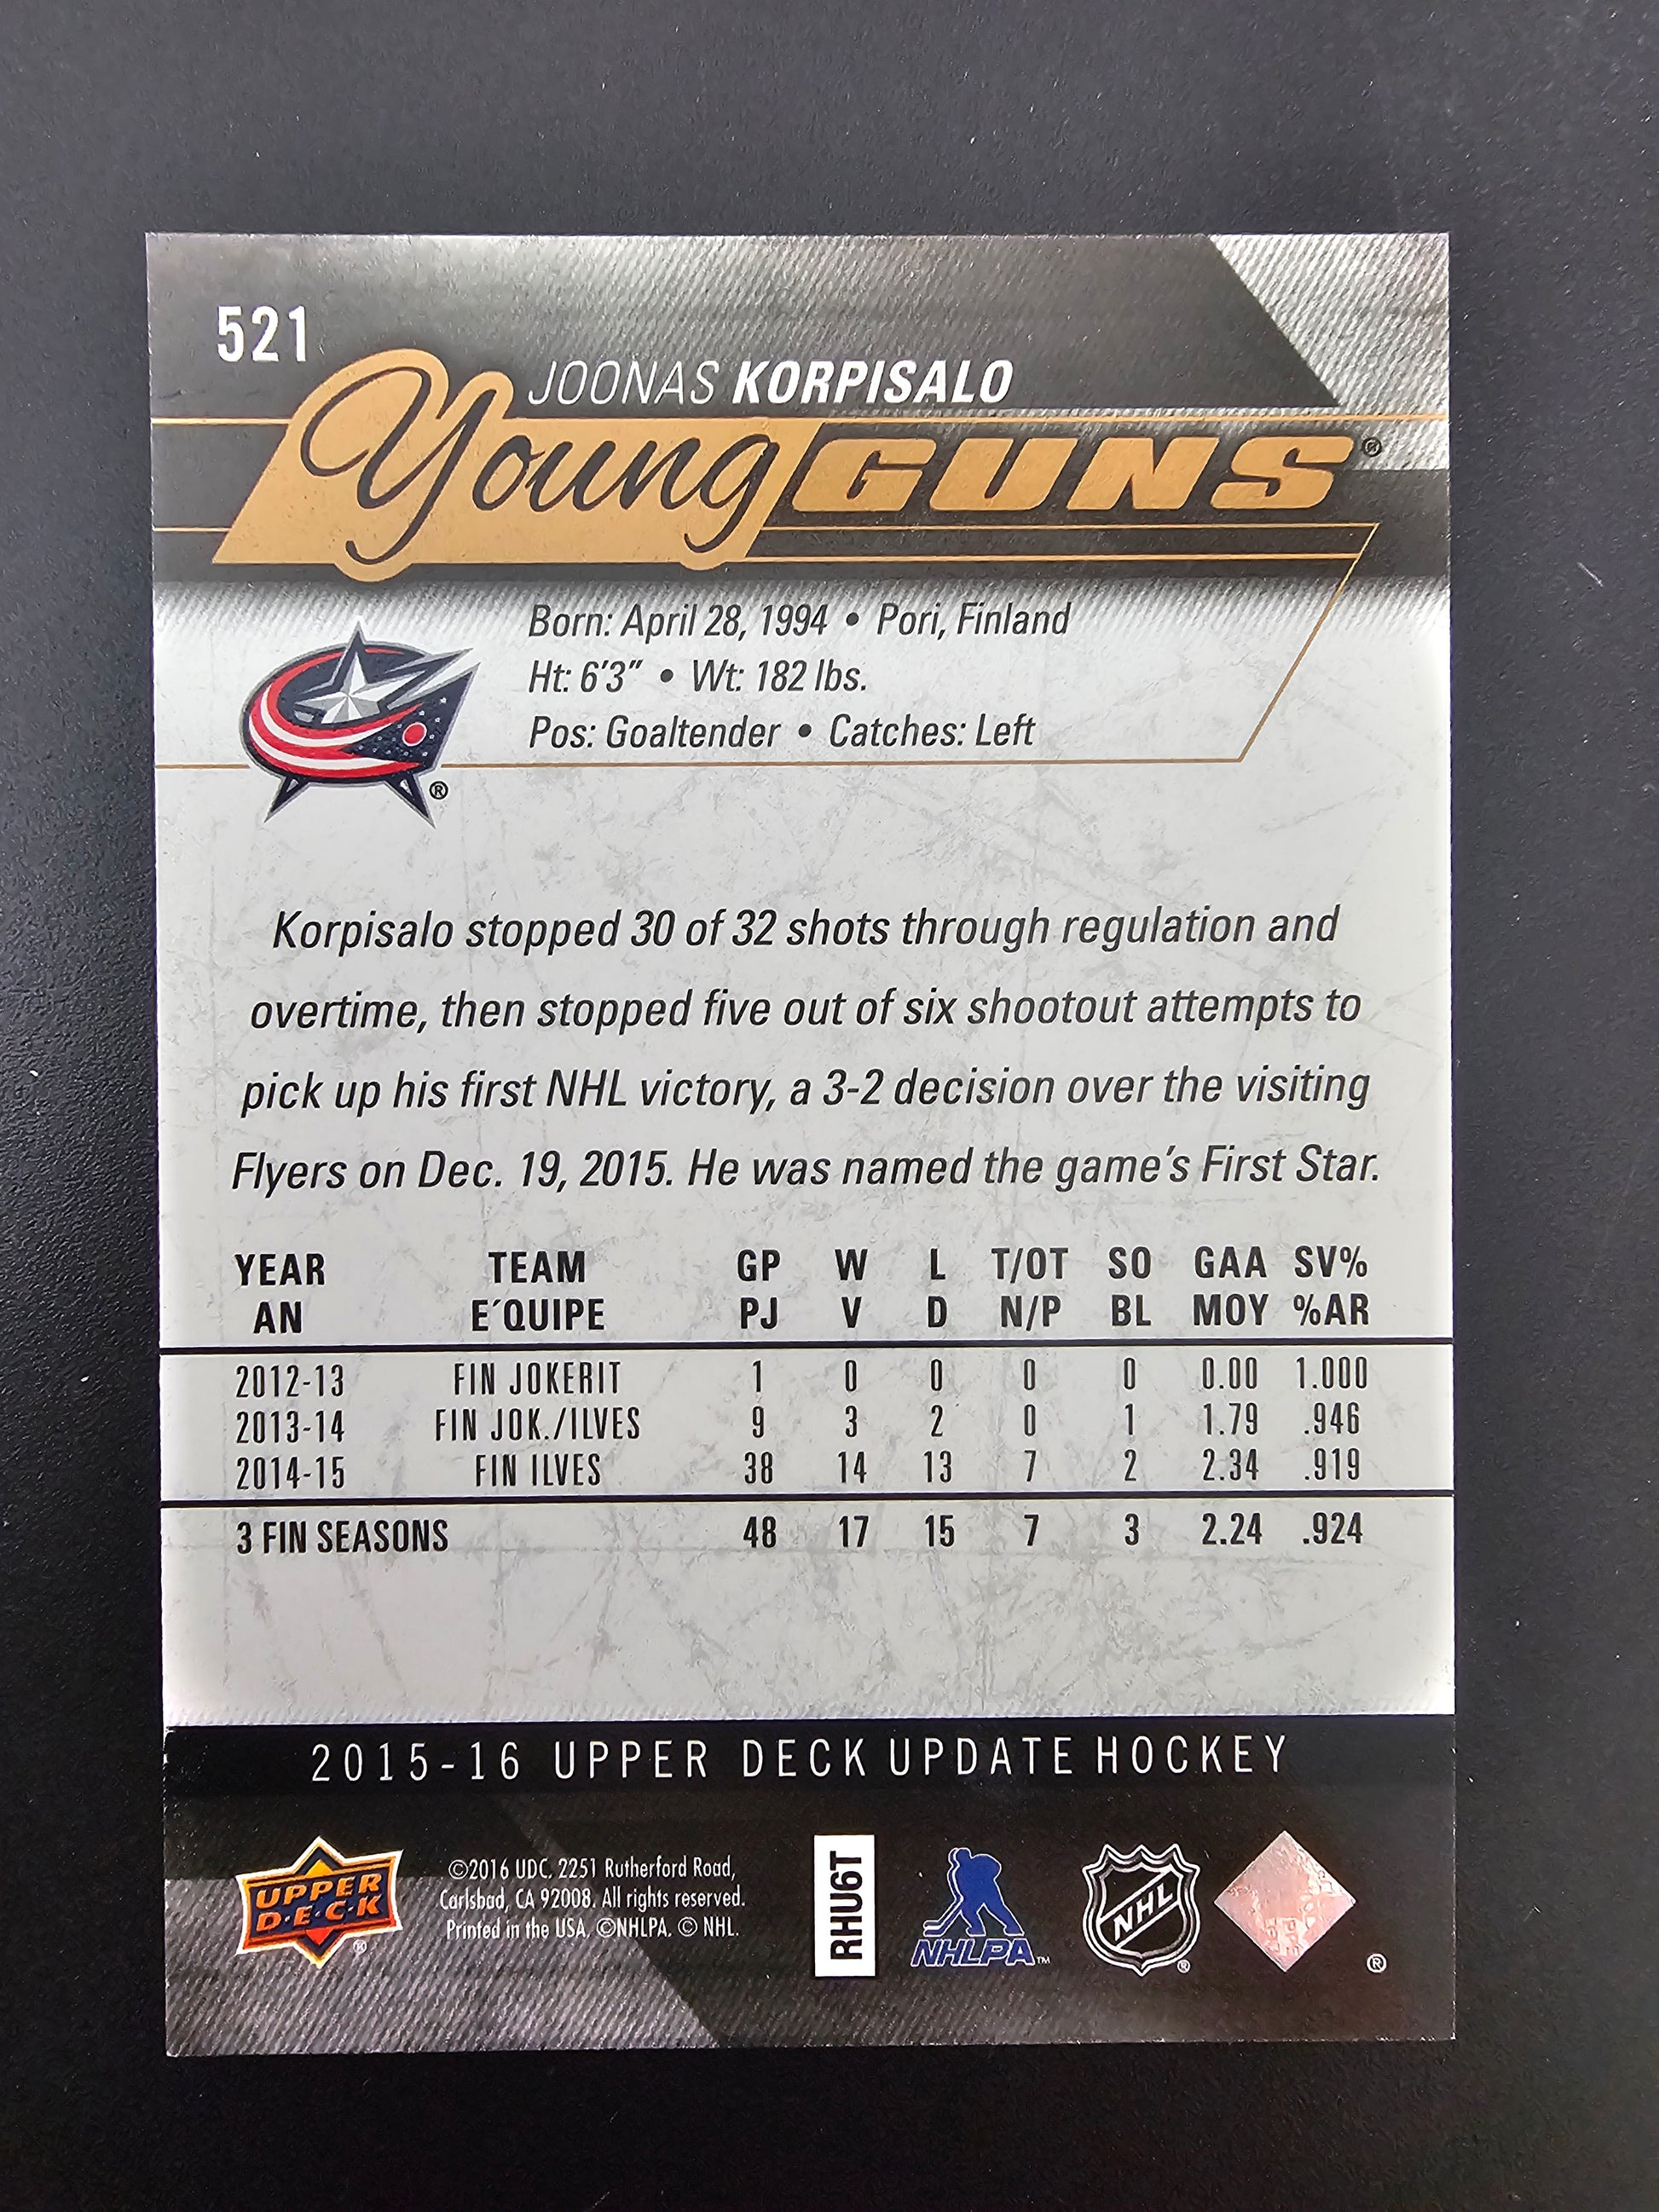 521
JOONAS KORPISALO
Young GUNS®
Born: April 28, 1994 • Pori, Finland
Ht: 6'3" • Wt: 182 lbs.
Pos: Goaltender • Catches: Left
®
Korpisalo stopped 30 of 32 shots through regulation and
overtime, then stopped five out of six shootout attempts to
pick up his first NHL victory, a 3-2 decision over the visiting
Flyers on Dec. 19, 2015. He was named the game's First Star.
YEAR TEAM GP W L T/OT SO GAA SV%
AN E´QUIPE PJ V D N/P BL MOY %AR
2012-13 FIN JOKERIT 1 0 0 0 0 0.00 1.000
2013-14 FIN JOK./ILVES 9 3 2 0 1 1.79 .946
2014-15 FIN ILVES 38 14 13 7 2 2.34 .919
3 FIN SEASONS 48 17 15 7 3 2.24 .924
2015-16 UPPER DECK UPDATE HOCKEY
UPPER
D·E·C·K
®
©2016 UDC. 2251 Rutherford Road,
Carlsbad, CA 92008. All rights reserved.
Printed in the USA. ©NHLPA. © NHL.
RHU6T
NHLPA™
NHL
®
®